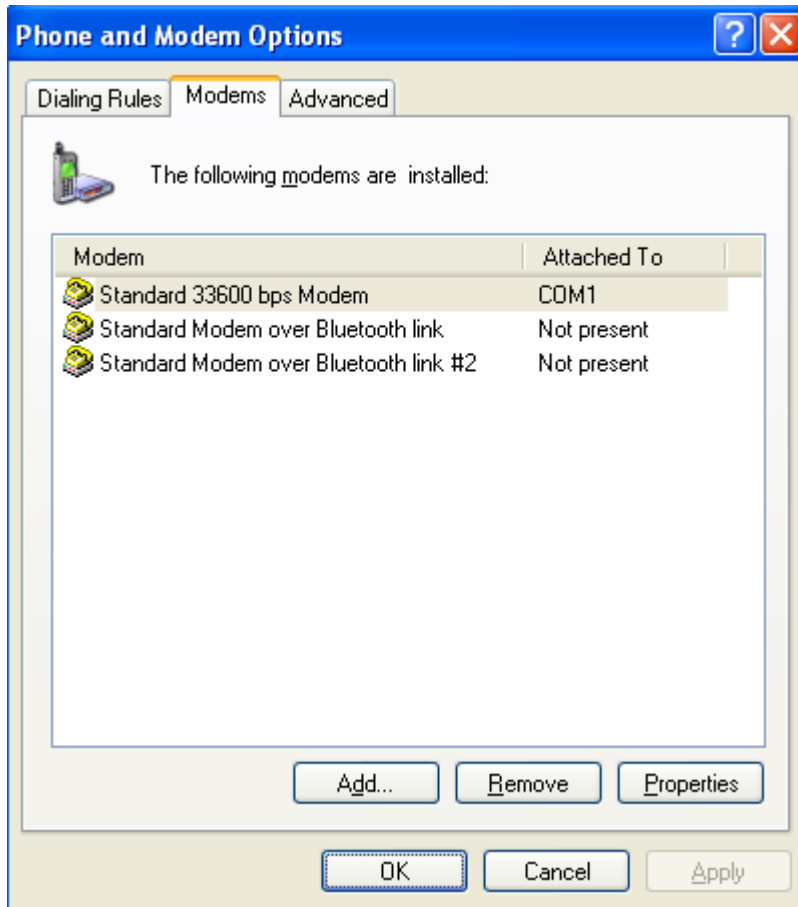 Phone and Modem Options
Dialing Rules Modems Advanced
The following modems are installed:
Modem Attached To
Standard 33600 bps Modem COM1
Standard Modem over Bluetooth link Not present
Standard Modem over Bluetooth link #2 Not present
Add... Remove Properties
OK Cancel Apply